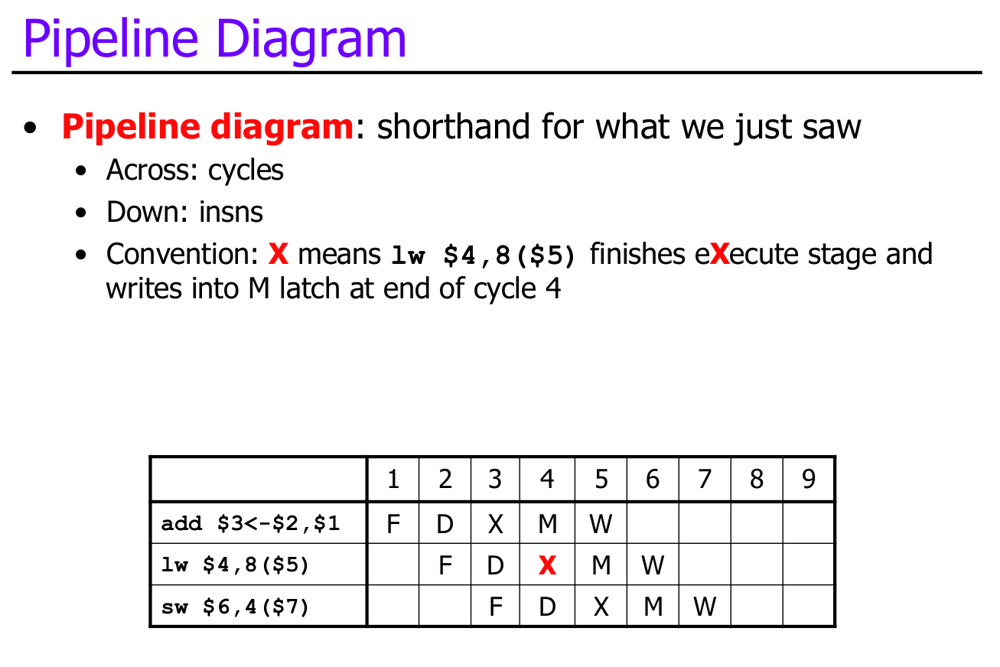 Pipeline Diagram
• Pipeline diagram: shorthand for what we just saw
• Across: cycles
• Down: insns
• Convention: X means lw $4,8($5) finishes eXecute stage and
writes into M latch at end of cycle 4
1 2 3 4 5 6 7 8 9
add $3<-$2,$1 F D X M W
lw $4,8($5) F D X M W
sw $6,4($7) F D X M W